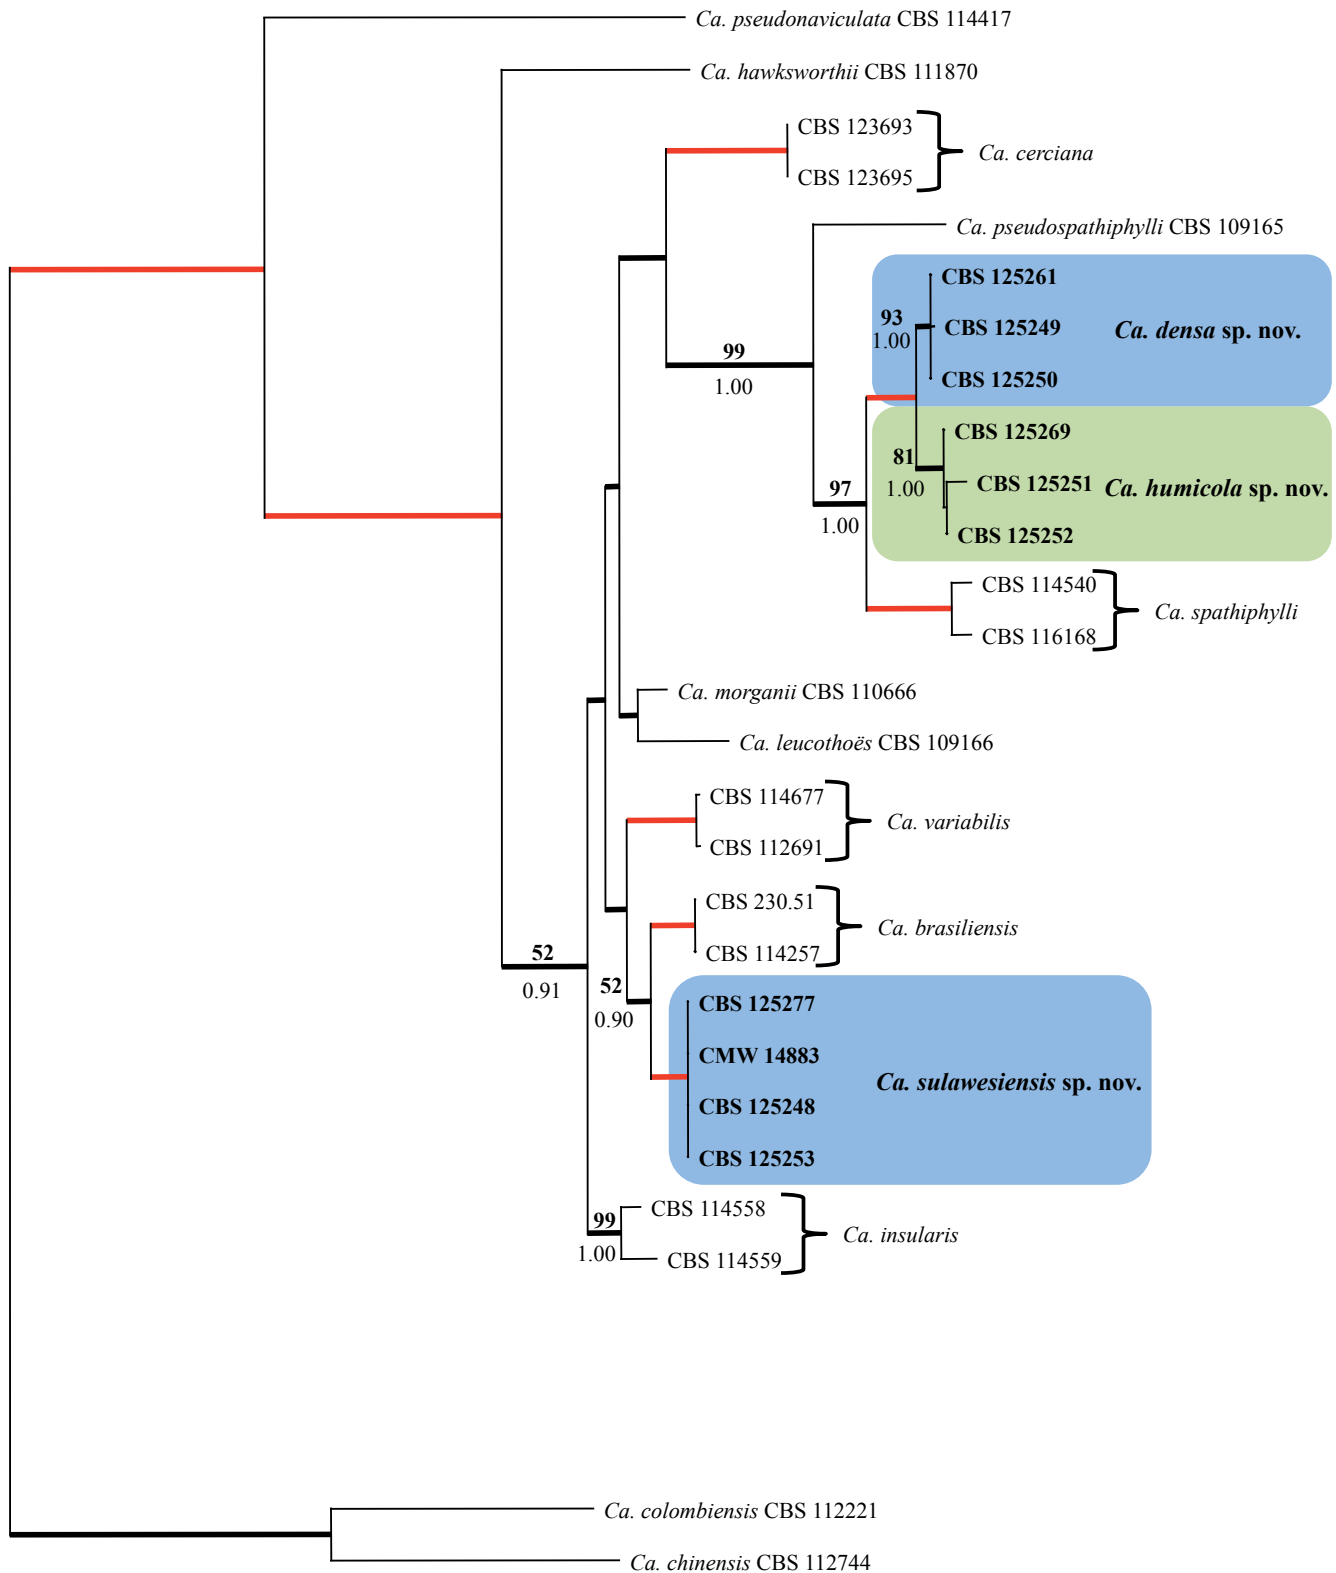 Ca. pseudonaviculata CBS 114417
Ca. hawksworthii CBS 111870
CBS 123693
Ca. cerciana
CBS 123695
Ca. pseudospathiphylli CBS 109165
CBS 125261
93
CBS 125249
Ca. densa sp. nov.
1.00
99
1.00
CBS 125250
CBS 125269
81
CBS 125251
Ca. humicola sp. nov.
97
1.00
1.00
CBS 125252
CBS 114540
Ca. spathiphylli
CBS 116168
Ca. morganii CBS 110666
Ca. leucothoës CBS 109166
CBS 114677
Ca. variabilis
CBS 112691
CBS 230.51
Ca. brasiliensis
CBS 114257
52
0.91
52
0.90
CBS 125277
CMW 14883
Ca. sulawesiensis sp. nov.
CBS 125248
CBS 125253
CBS 114558
99
Ca. insularis
1.00
CBS 114559
Ca. colombiensis CBS 112221
Ca. chinensis CBS 112744